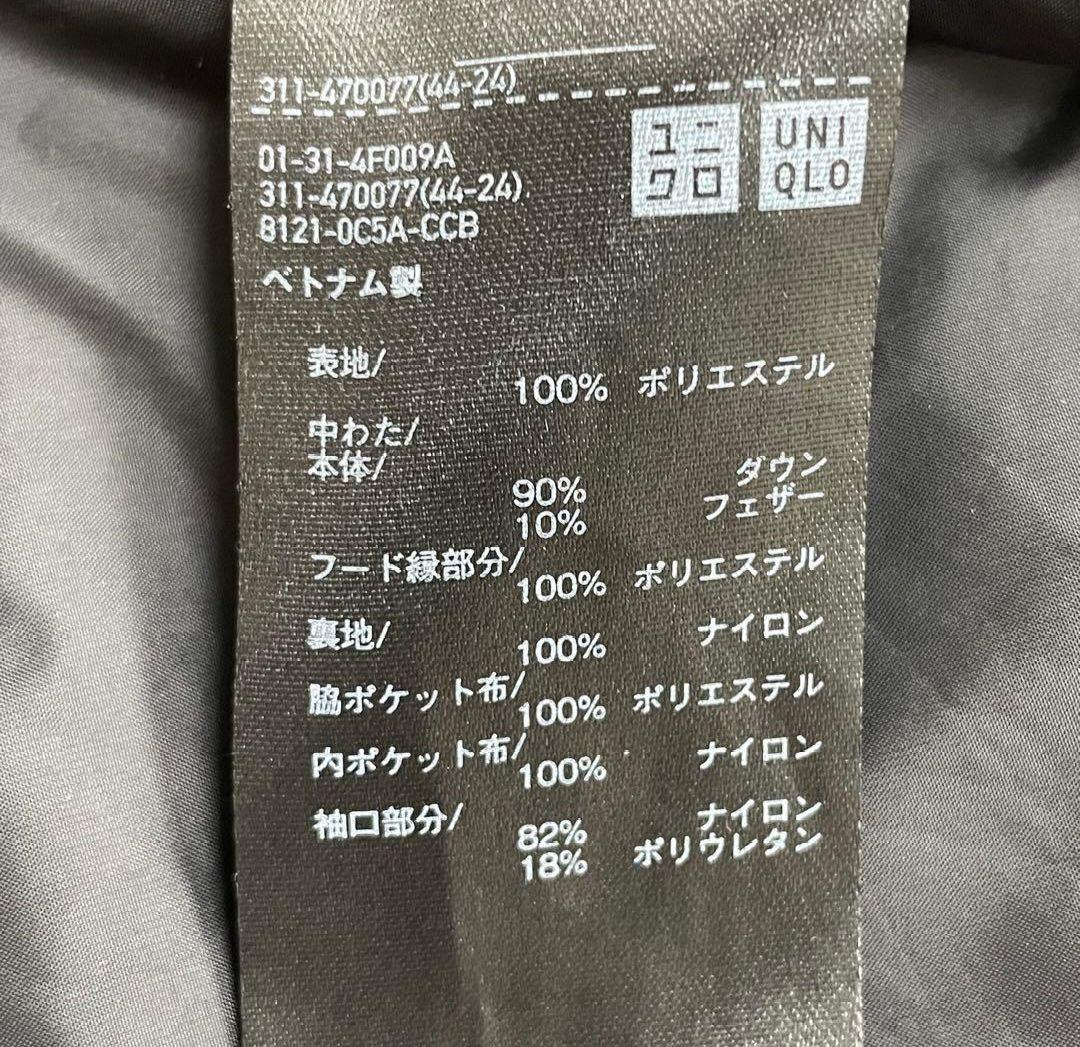 311-470077(44-24)
ユニ
クロ
UNI
QLO
01-31-4F009A
311-470077(44-24)
8121-0C5A-CCB
ベトナム製
表地/
100% ポリエステル
中わた/
本体/
90% ダウン
10% フェザー
フード縁部分/
100% ポリエステル
裏地/
100% ナイロン
脇ポケット布/
100% ポリエステル
内ポケット布/
100% ナイロン
袖口部分/
82% ナイロン
18% ポリウレタン